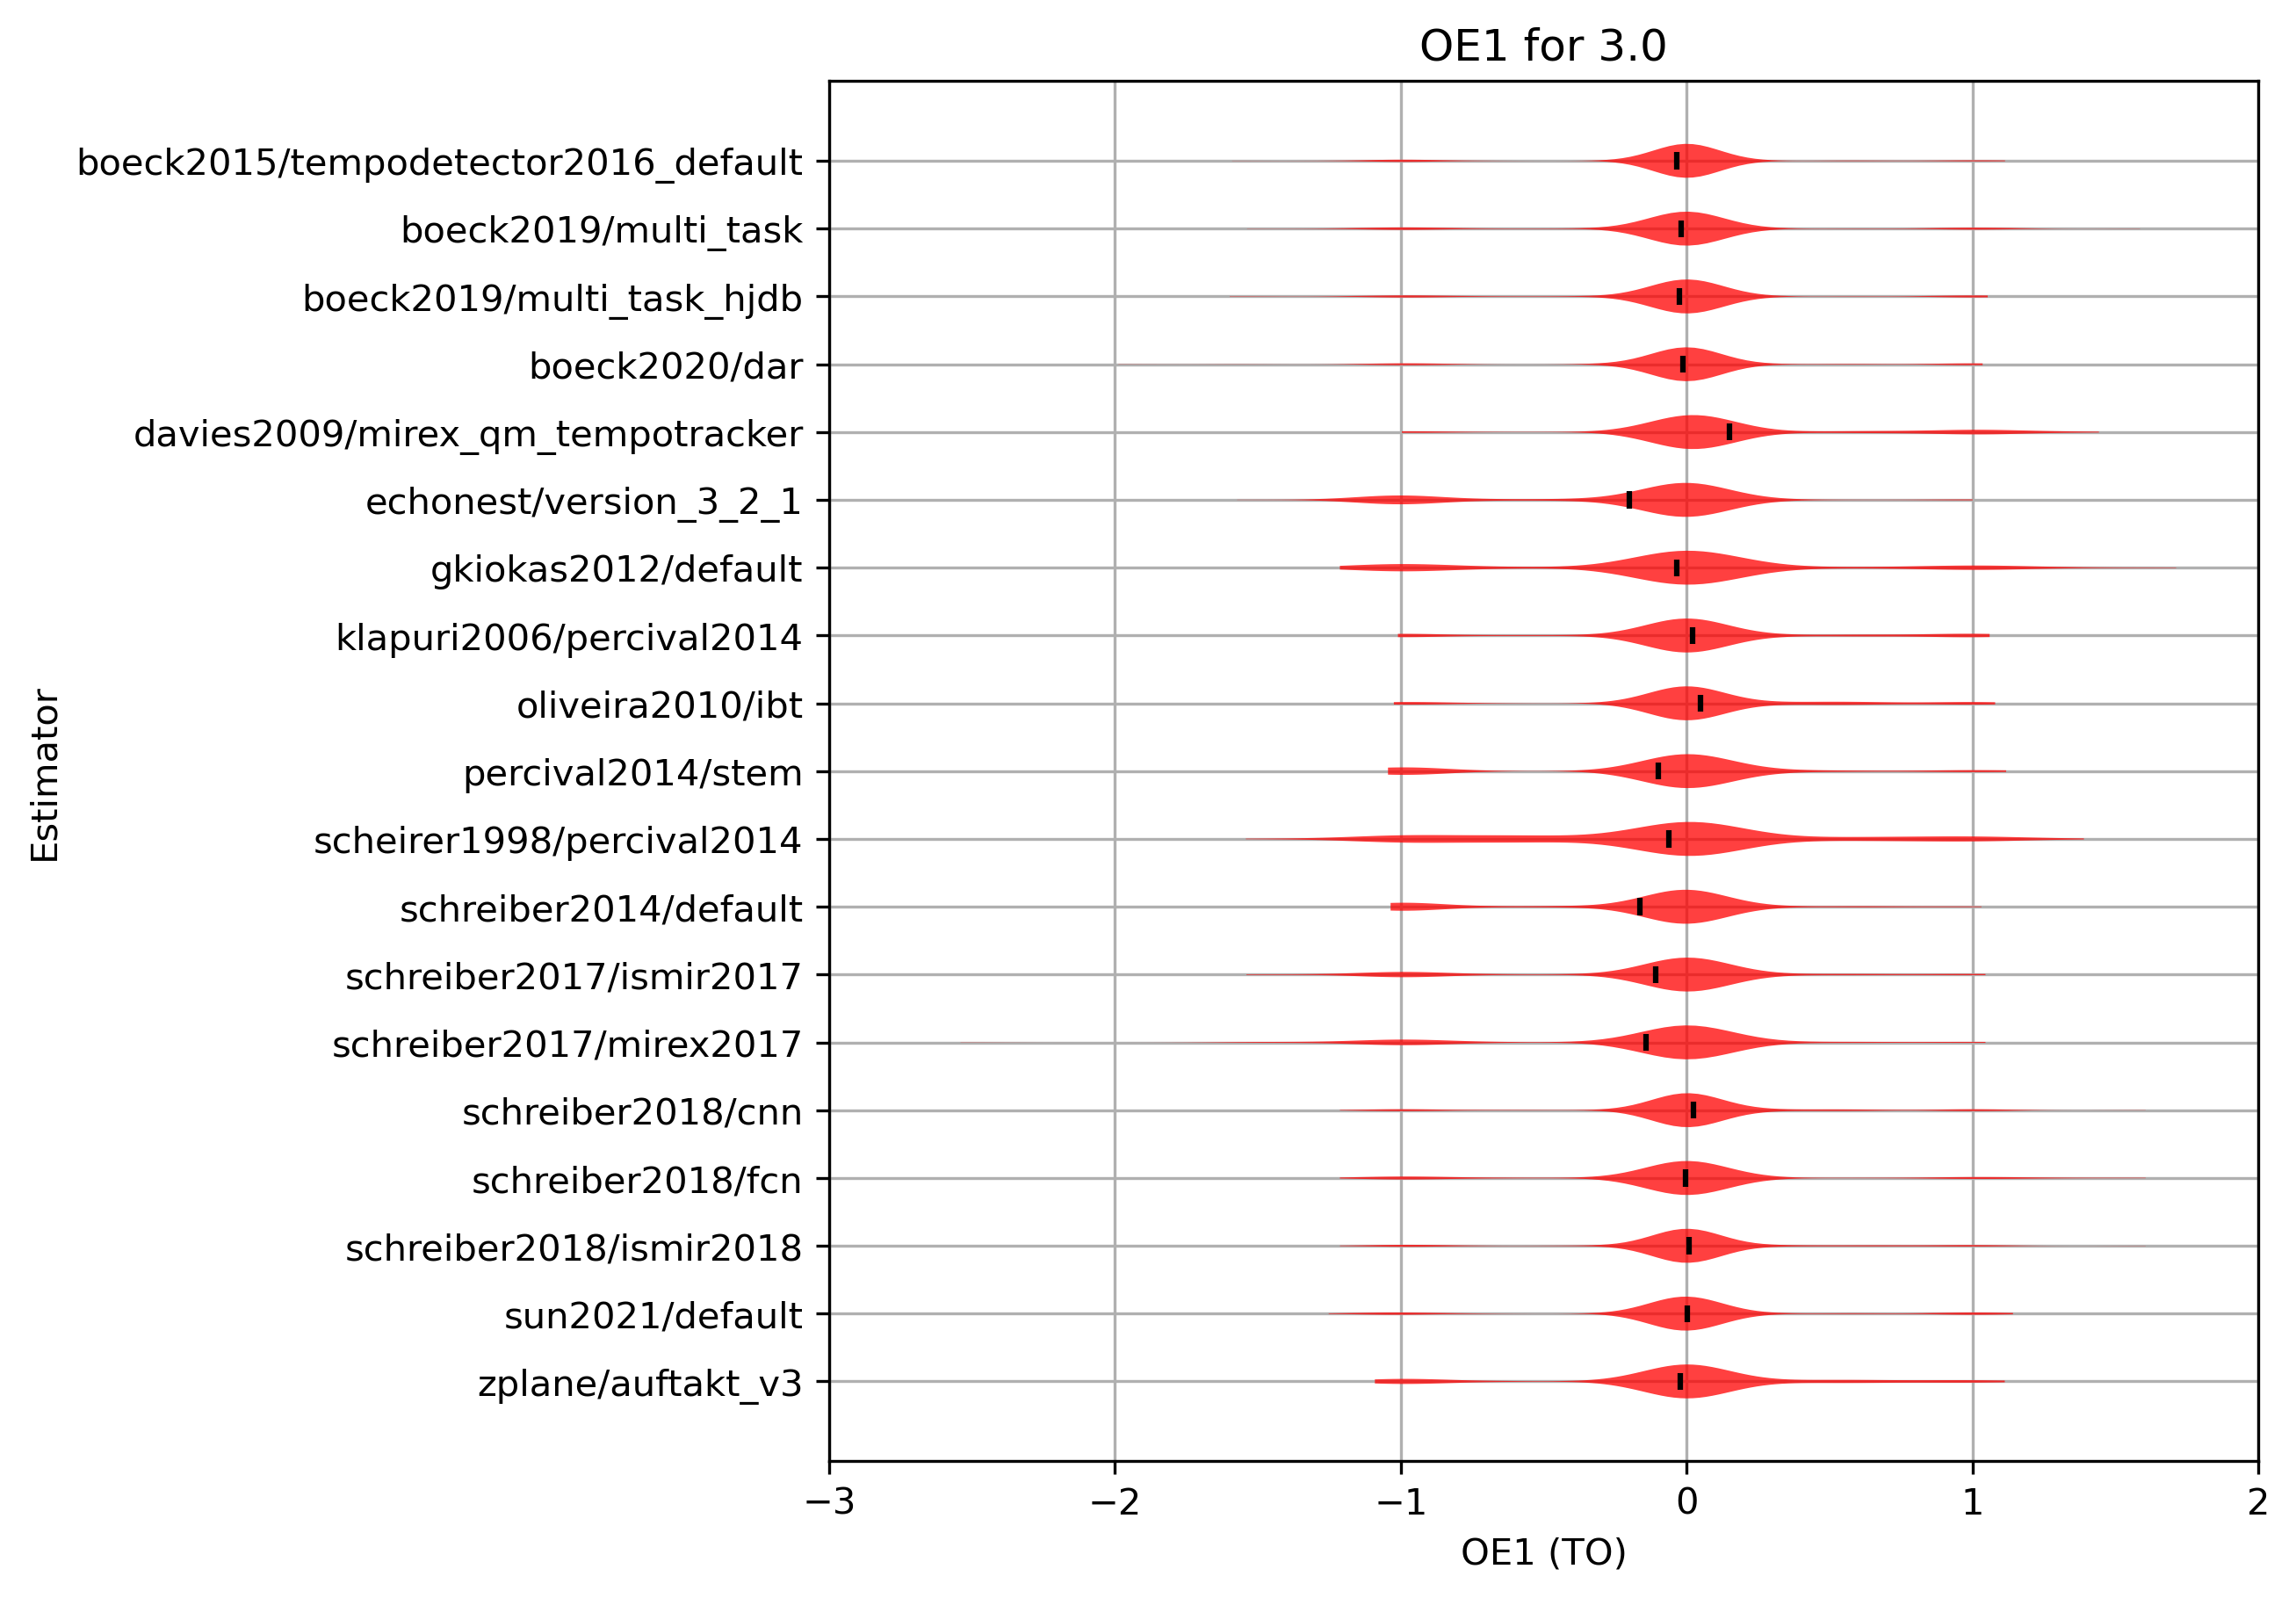 OE1 for 3.0
boeck2015/tempodetector2016_default
boeck2019/multi_task
boeck2019/multi_task_hjdb
boeck2020/dar
davies2009/mirex_qm_tempotracker
echonest/version_3_2_1
gkiokas2012/default
klapuri2006/percival2014
oliveira2010/ibt
percival2014/stem
scheirer1998/percival2014
schreiber2014/default
schreiber2017/ismir2017
schreiber2017/mirex2017
schreiber2018/cnn
schreiber2018/fcn
schreiber2018/ismir2018
sun2021/default
zplane/auftakt_v3
Estimator
−3 −2 −1 0 1 2
OE1 (TO)